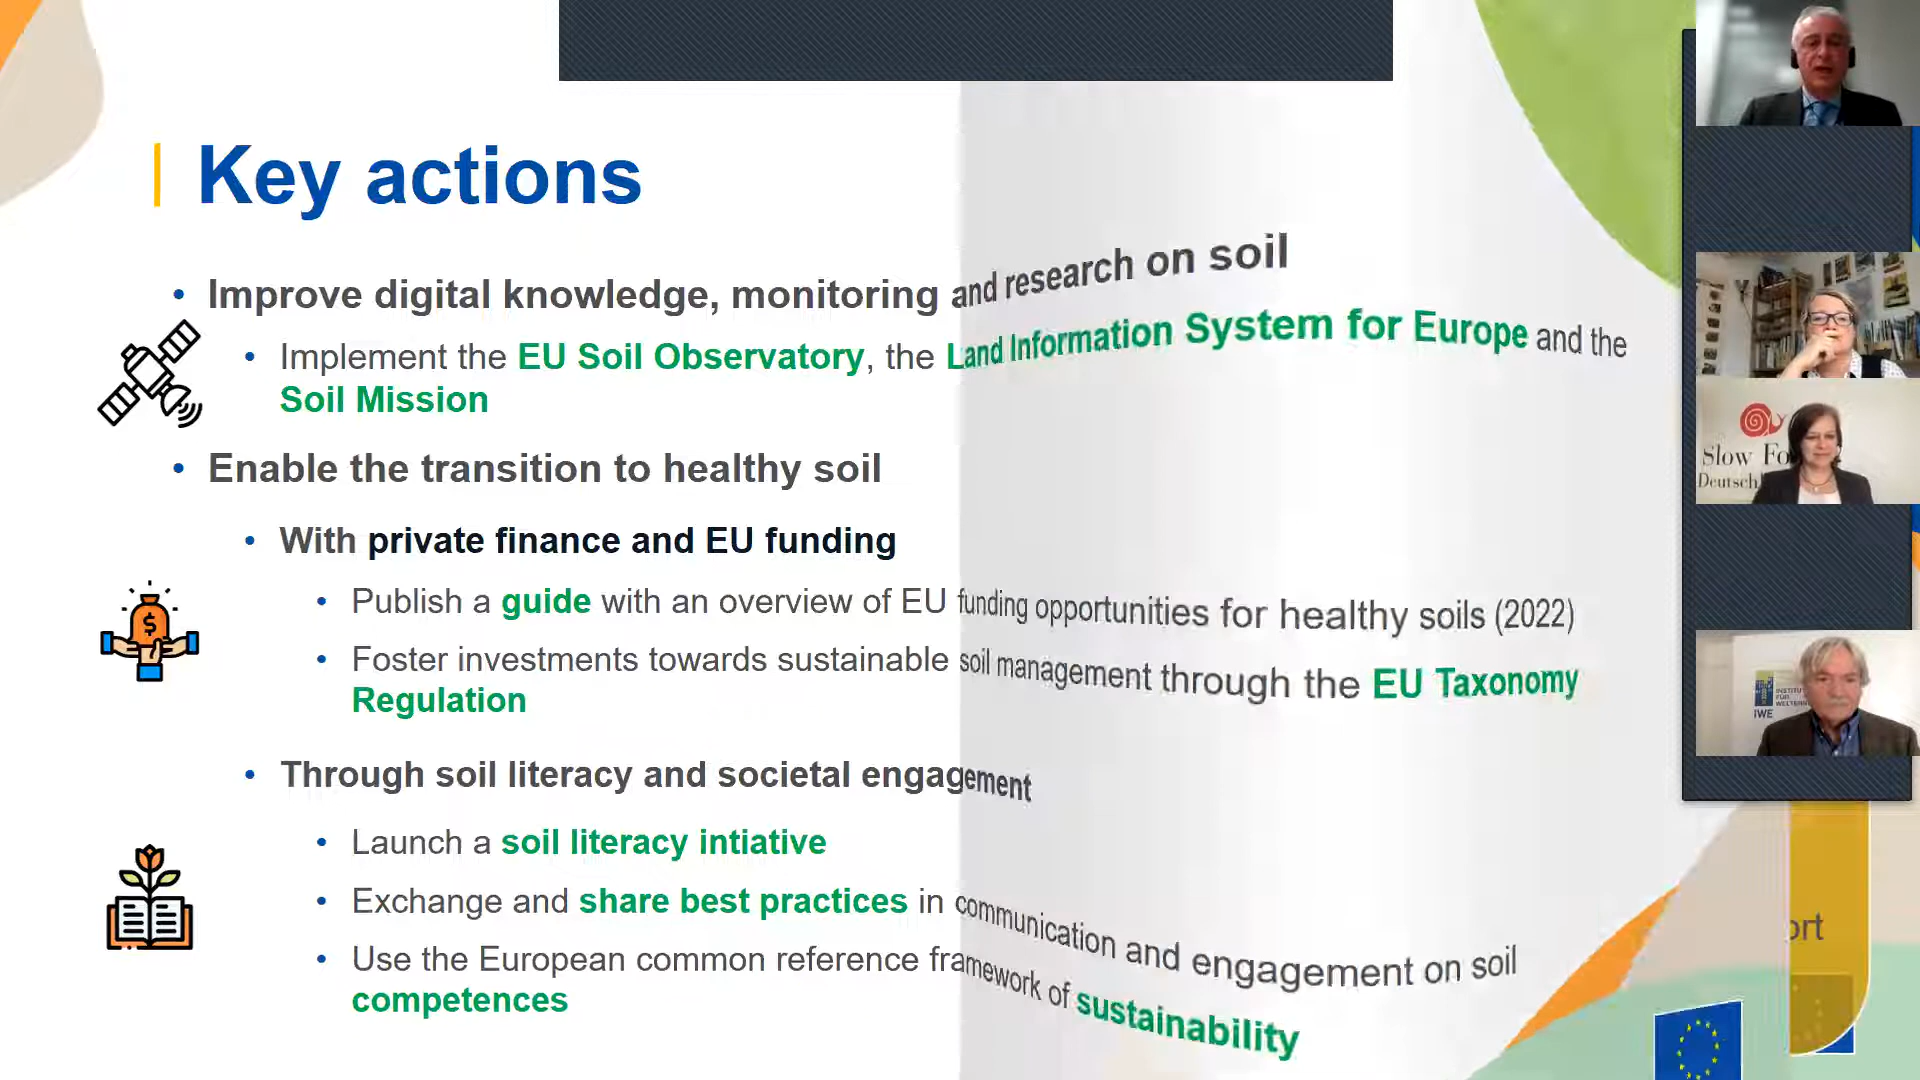 Key actions
• Improve digital knowledge, monitoring and research on soil
• Implement the EU Soil Observatory, the Land Information System for Europe and the
Soil Mission
• Enable the transition to healthy soil
• With private finance and EU funding
• Publish a guide with an overview of EU funding opportunities for healthy soils (2022)
• Foster investments towards sustainable soil management through the EU Taxonomy
Regulation
• Through soil literacy and societal engagement
• Launch a soil literacy intiative
• Exchange and share best practices in communication and engagement on soil
• Use the European common reference framework of sustainability
competences
$
ort
Slow Fo
Deutsch
INSTITU
FÜR
WELTERN
IWE